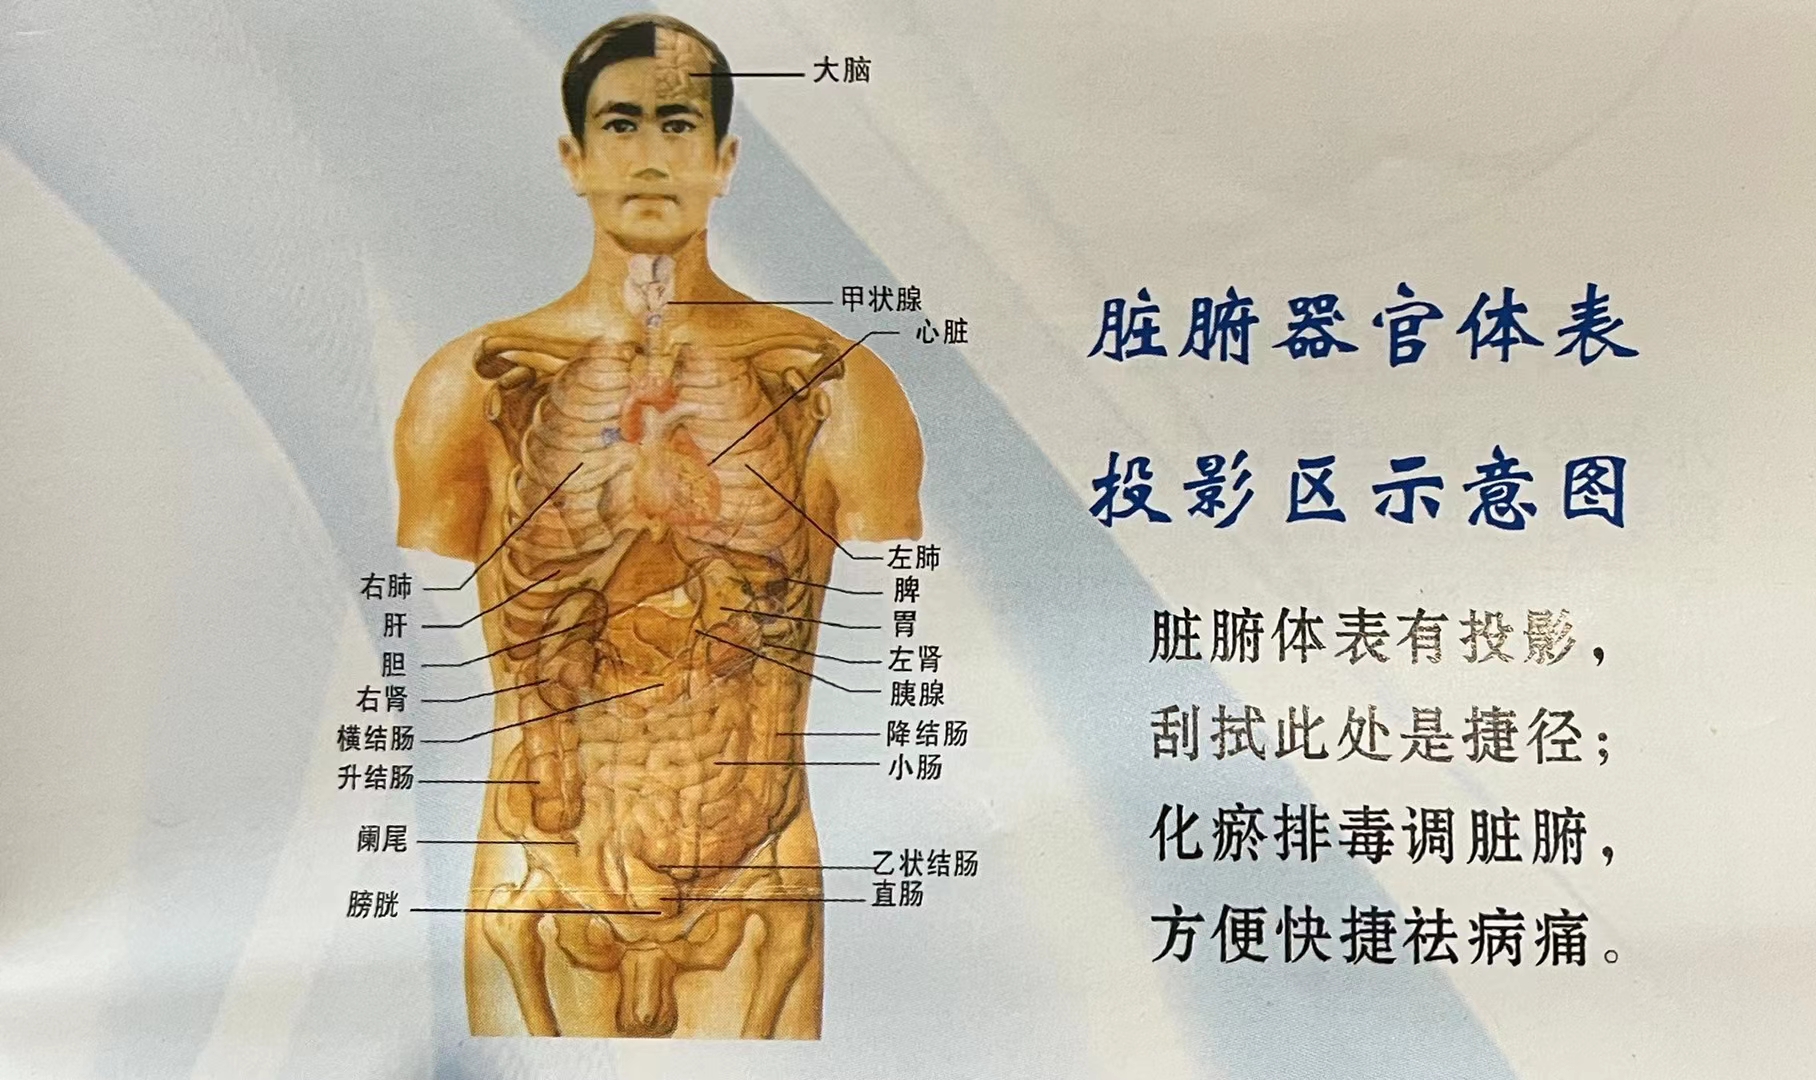 大脑
甲状腺
心脏
左肺
脾
胃
左肾
胰腺
降结肠
小肠
乙状结肠
直肠
右肺
肝
胆
右肾
横结肠
升结肠
阑尾
膀胱
脏腑器官体表
投影区示意图
脏腑体表有投影，
刮拭此处是捷径；
化瘀排毒调脏腑，
方便快捷祛病痛。